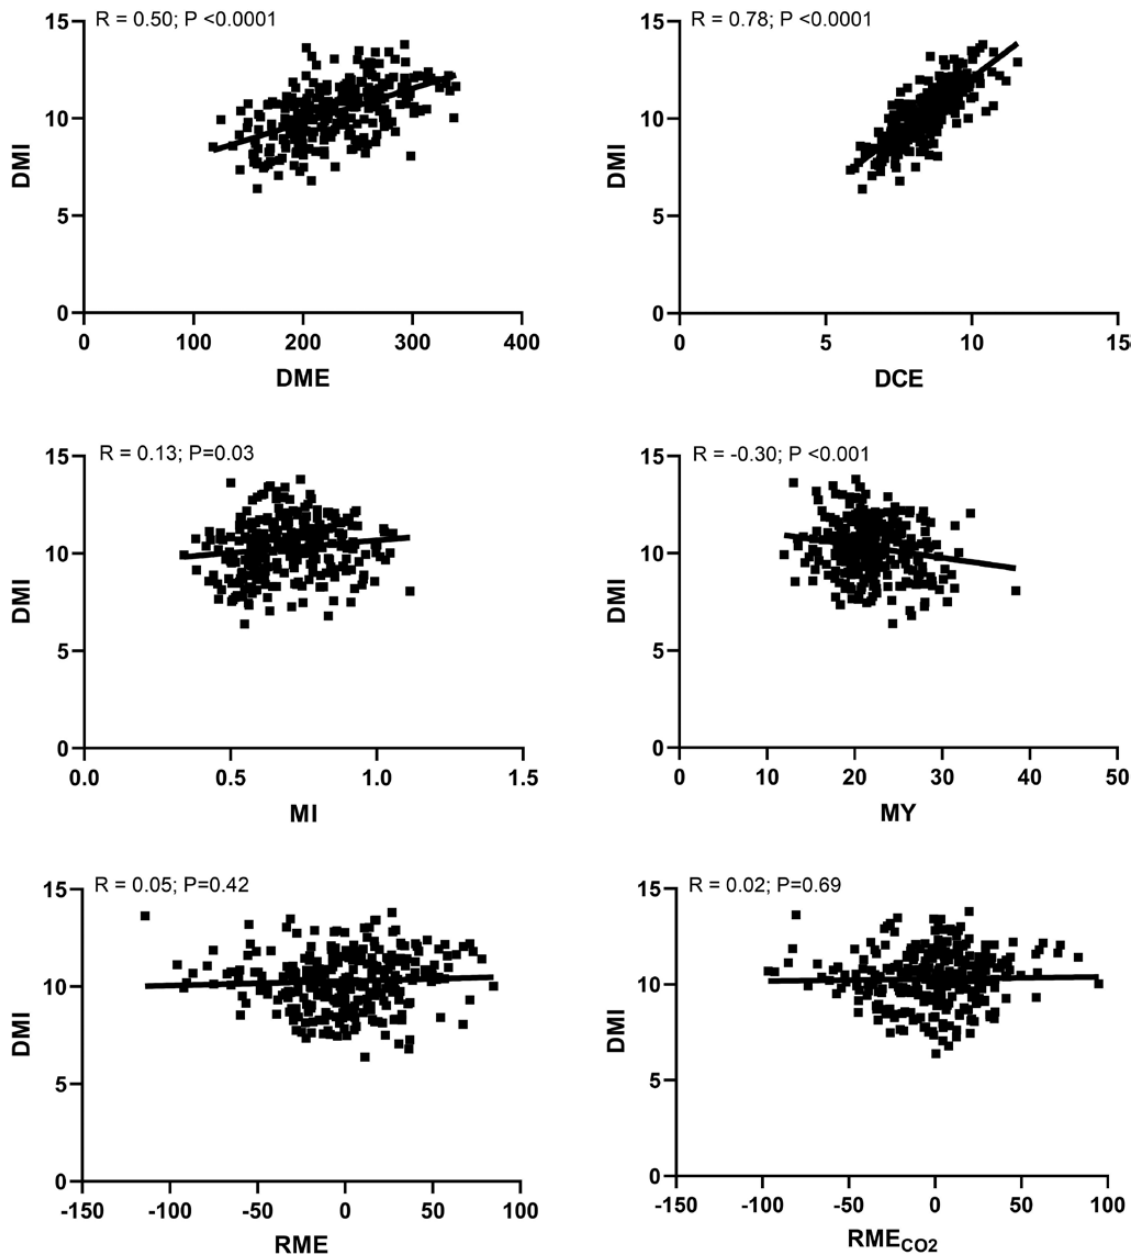 R = 0.50; P <0.0001
15
10
5
0
DMI
0 100 200 300 400
DME
R = 0.78; P <0.0001
15
10
5
0
DMI
0 5 10 15
DCE
R = 0.13; P=0.03
15
10
5
0
DMI
0.0 0.5 1.0 1.5
MI
R = -0.30; P <0.001
15
10
5
0
DMI
0 10 20 30 40 50
MY
R = 0.05; P=0.42
15
10
5
0
DMI
-150 -100 -50 0 50 100
RME
R = 0.02; P=0.69
15
10
5
0
DMI
-150 -100 -50 0 50 100
RMECO2